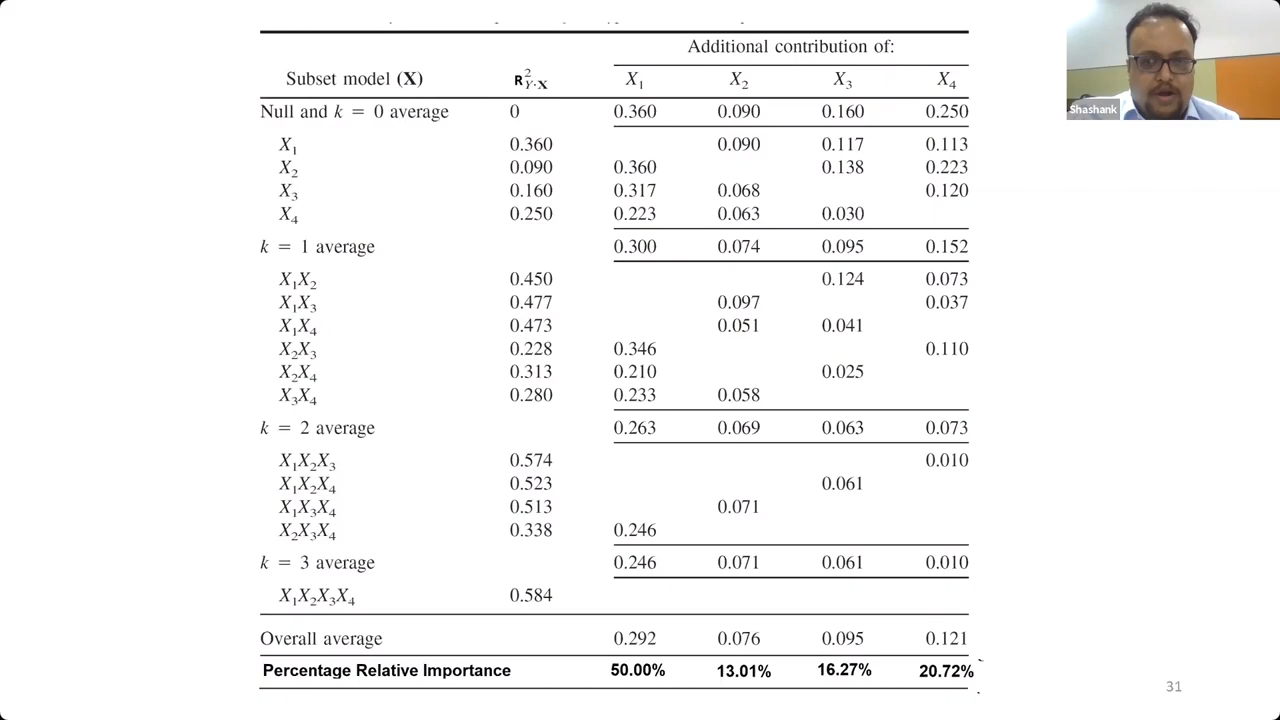 Additional contribution of:
Subset model (X) R²Y·X X₁ X₂ X₃ X₄
Null and k = 0 average 0 0.360 0.090 0.160 0.250
X₁ 0.360 0.090 0.117 0.113
X₂ 0.090 0.360 0.138 0.223
X₃ 0.160 0.317 0.068 0.120
X₄ 0.250 0.223 0.063 0.030
k = 1 average 0.300 0.074 0.095 0.152
X₁X₂ 0.450 0.124 0.073
X₁X₃ 0.477 0.097 0.037
X₁X₄ 0.473 0.051 0.041
X₂X₃ 0.228 0.346 0.110
X₂X₄ 0.313 0.210 0.025
X₃X₄ 0.280 0.233 0.058
k = 2 average 0.263 0.069 0.063 0.073
X₁X₂X₃ 0.574 0.010
X₁X₂X₄ 0.523 0.061
X₁X₃X₄ 0.513 0.071
X₂X₃X₄ 0.338 0.246
k = 3 average 0.246 0.071 0.061 0.010
X₁X₂X₃X₄ 0.584
Overall average 0.292 0.076 0.095 0.121
Percentage Relative Importance 50.00% 13.01% 16.27% 20.72%
Shashank
31